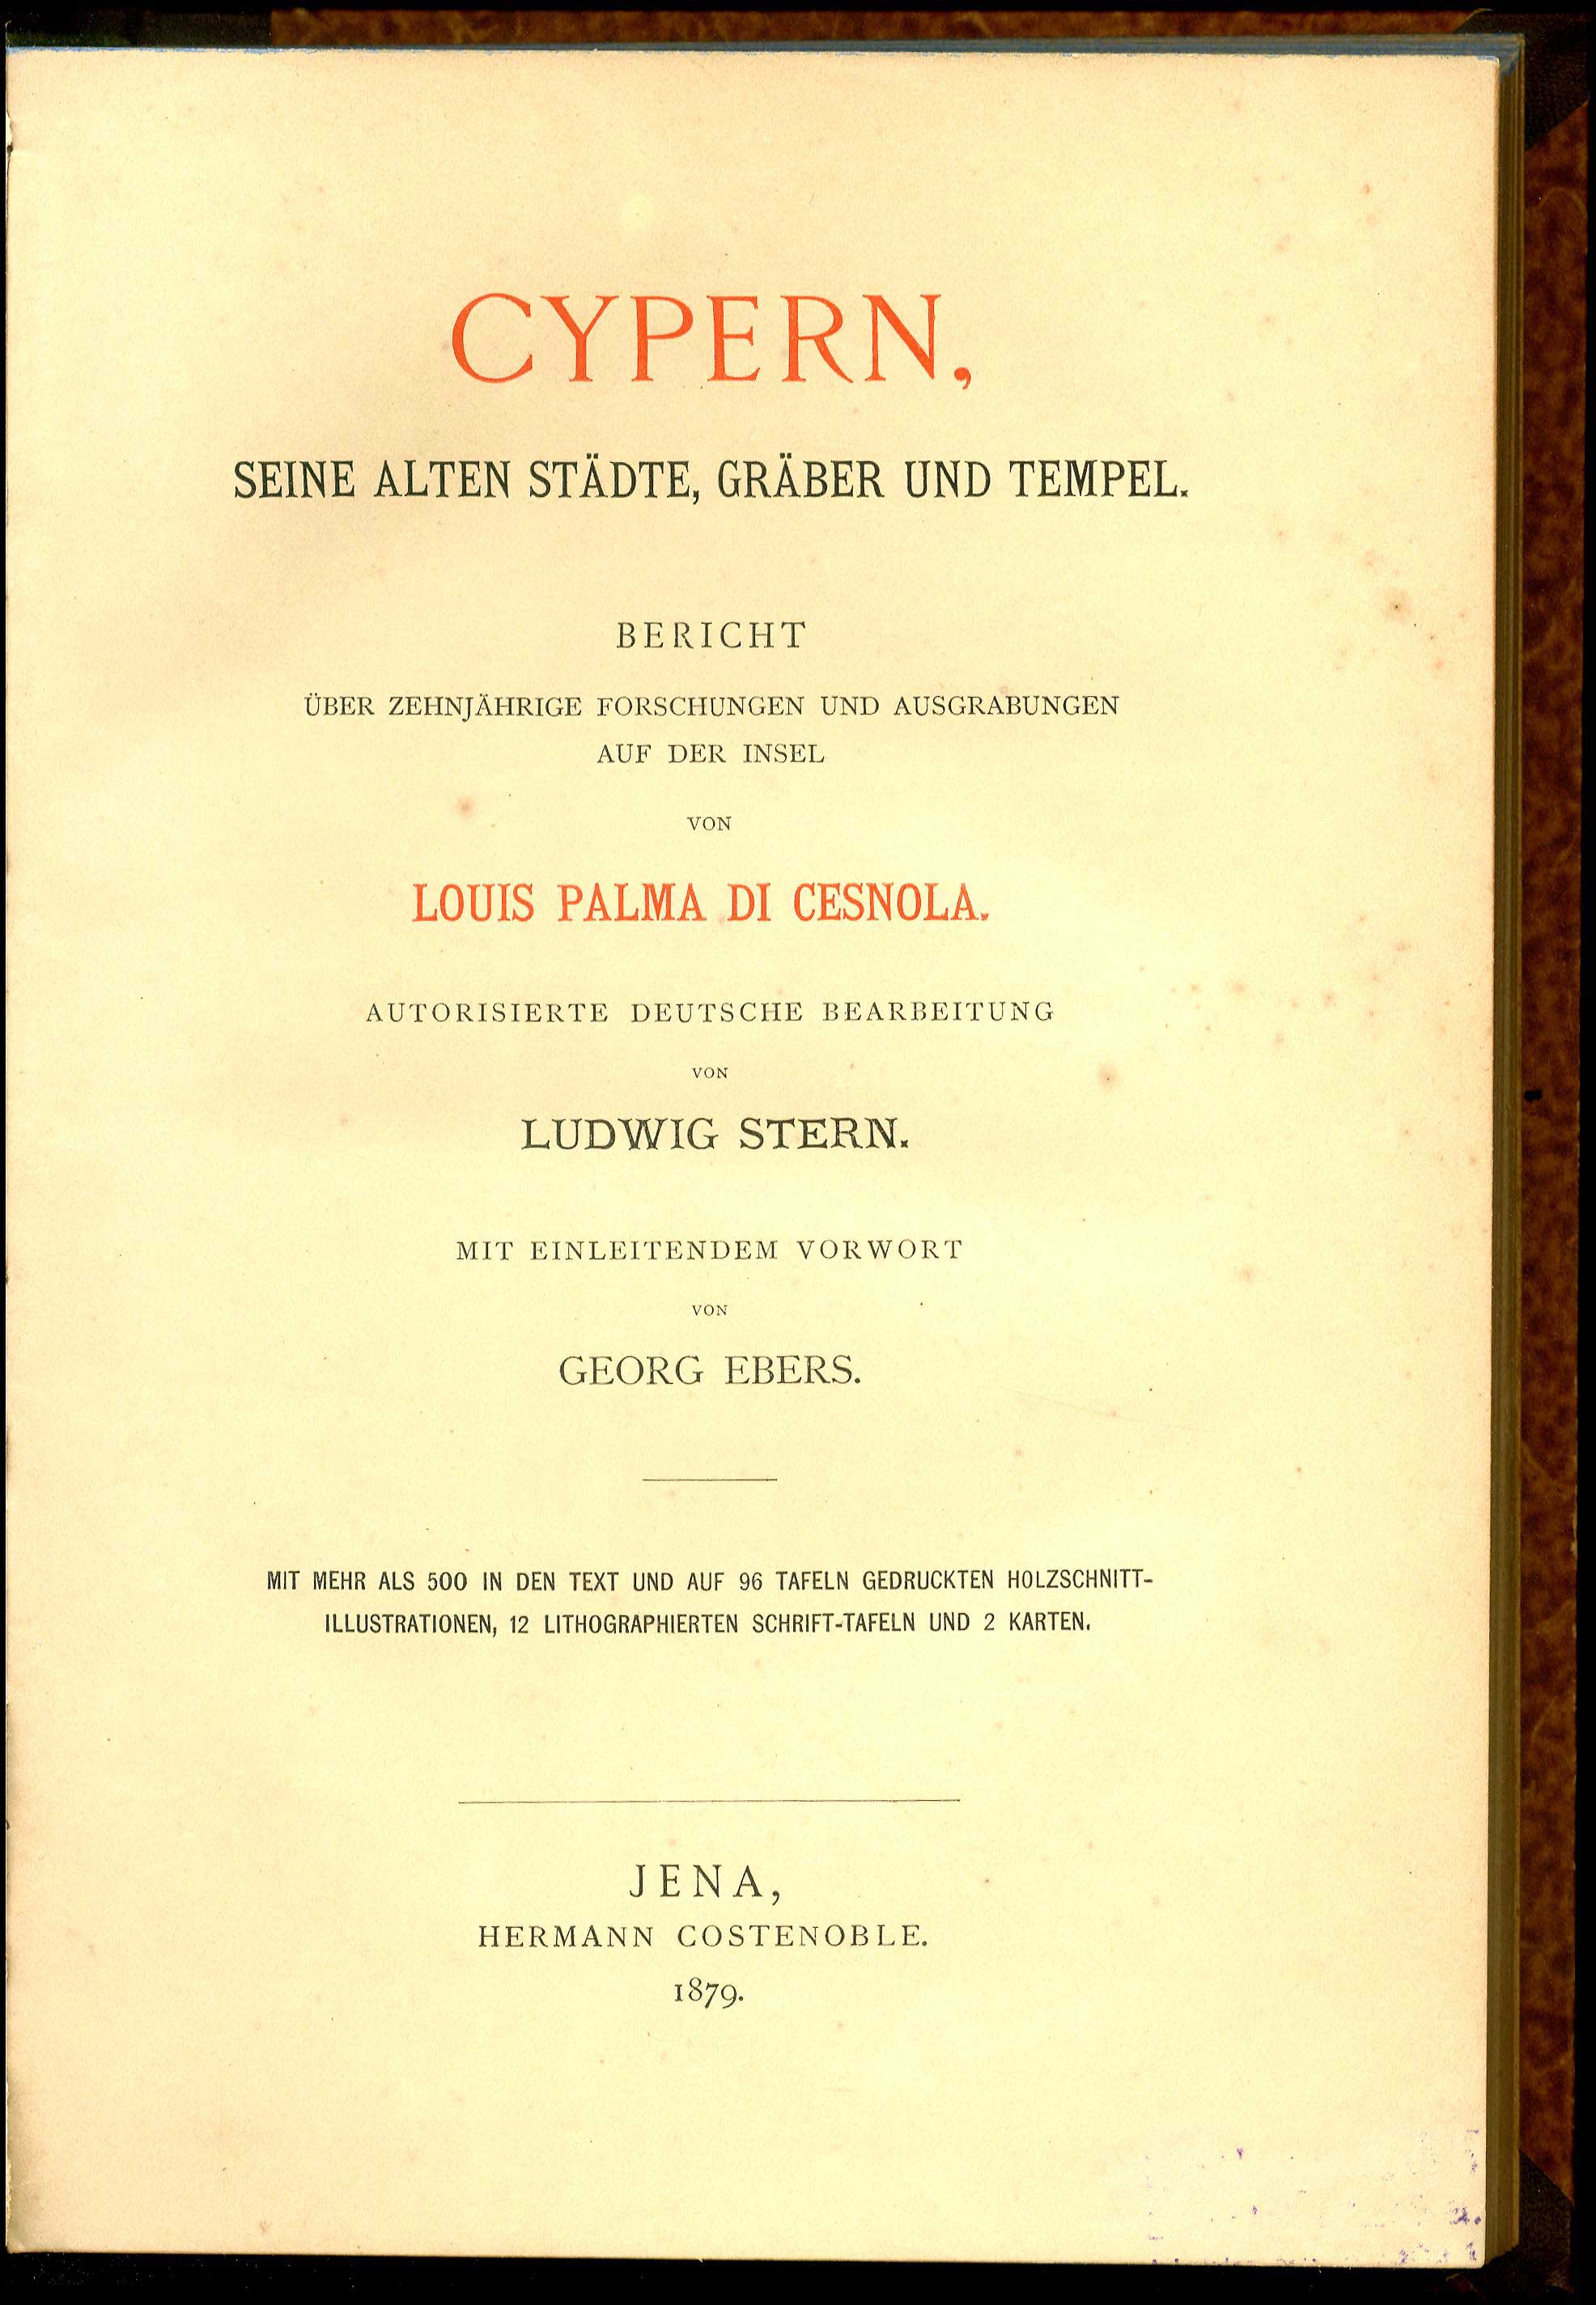 CYPERN,
SEINE ALTEN STÄDTE, GRÄBER UND TEMPEL.
BERICHT
ÜBER ZEHNJÄHRIGE FORSCHUNGEN UND AUSGRABUNGEN
AUF DER INSEL
VON
LOUIS PALMA DI CESNOLA.
AUTORISIERTE DEUTSCHE BEARBEITUNG
VON
LUDWIG STERN.
MIT EINLEITENDEM VORWORT
VON
GEORG EBERS.
MIT MEHR ALS 500 IN DEN TEXT UND AUF 96 TAFELN GEDRUCKTEN HOLZSCHNITT-
ILLUSTRATIONEN, 12 LITHOGRAPHIERTEN SCHRIFT-TAFELN UND 2 KARTEN.
JENA,
HERMANN COSTENOBLE.
1879.